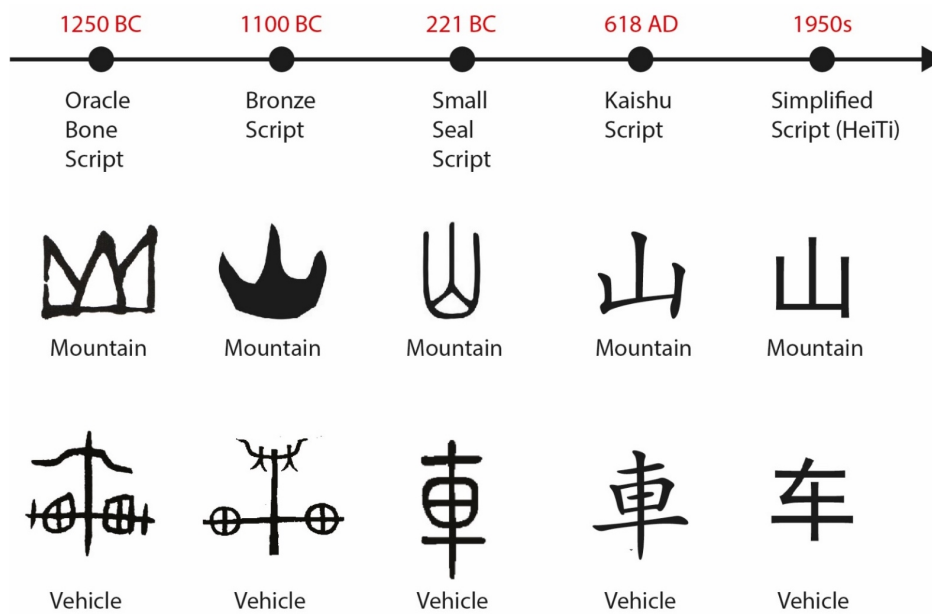 1250 BC 1100 BC 221 BC 618 AD 1950s
Oracle Bone Script
Bronze Script
Small Seal Script
Kaishu Script
Simplified Script (HeiTi)
山 山
Mountain Mountain Mountain Mountain Mountain
車 車 车
Vehicle Vehicle Vehicle Vehicle Vehicle